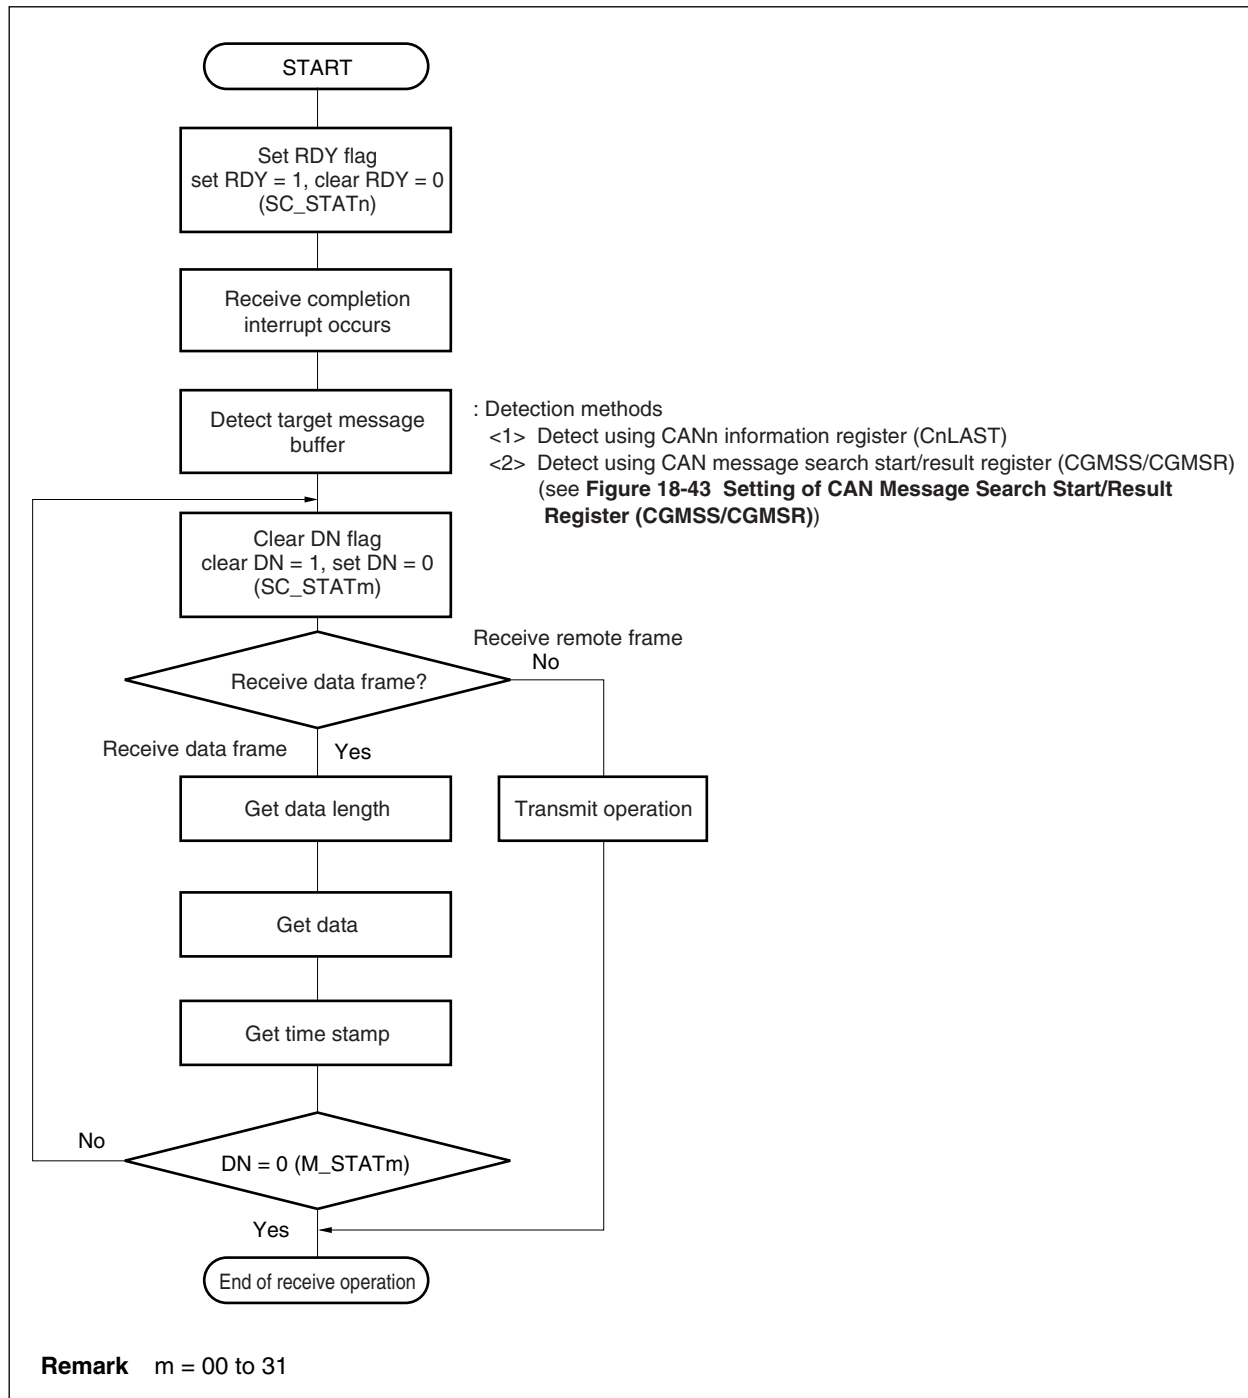 START
Set RDY flag
set RDY = 1, clear RDY = 0
(SC_STATn)
Receive completion
interrupt occurs
Detect target message
buffer
: Detection methods
<1> Detect using CANn information register (CnLAST)
<2> Detect using CAN message search start/result register (CGMSS/CGMSR)
(see Figure 18-43 Setting of CAN Message Search Start/Result
Register (CGMSS/CGMSR))
Clear DN flag
clear DN = 1, set DN = 0
(SC_STATm)
Receive remote frame
No
Receive data frame?
Receive data frame
Yes
Get data length
Transmit operation
Get data
Get time stamp
No
DN = 0 (M_STATm)
Yes
End of receive operation
Remark m = 00 to 31